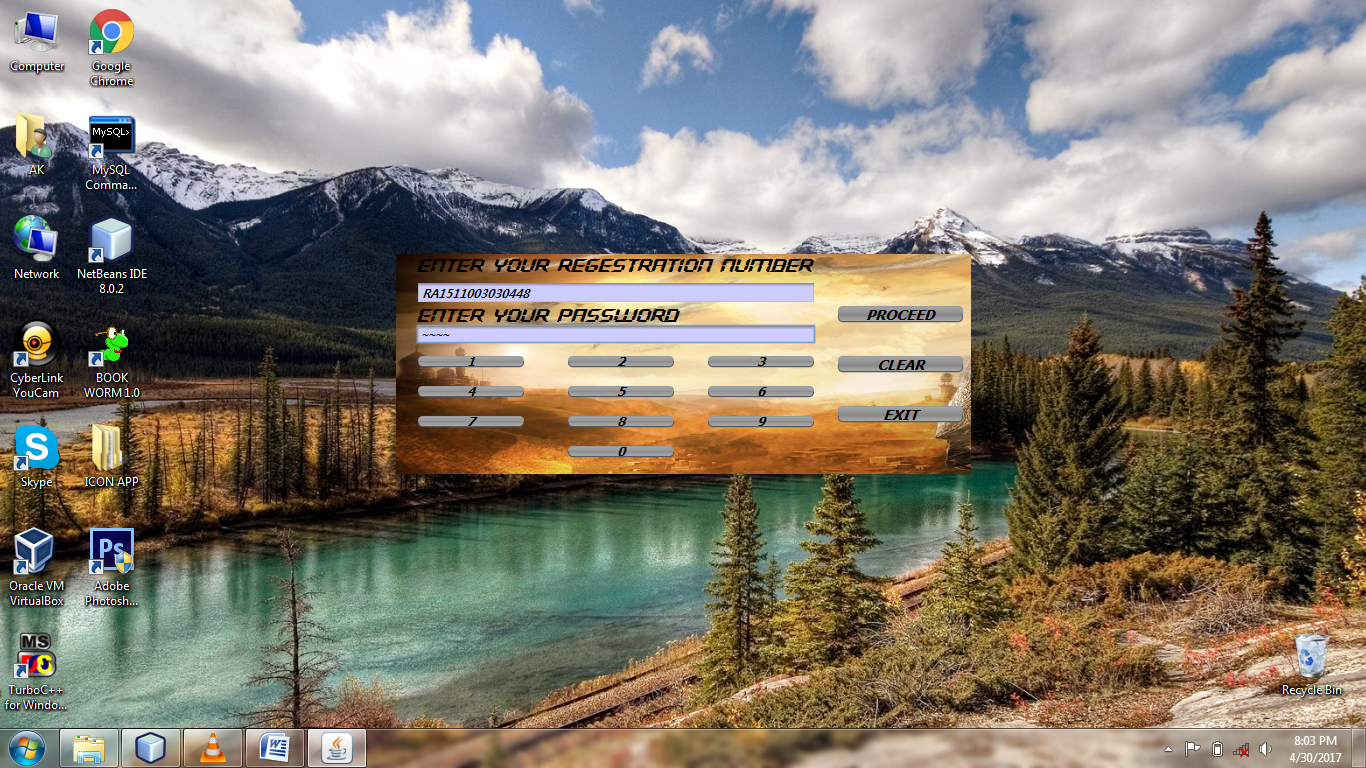 Computer
Google
Chrome
AK
MySQL>
MySQL
Comma...
Network
NetBeans IDE
8.0.2
CyberLink
YouCam
BOOK
WORM 1.0
S
Skype
ICON APP
Oracle VM
VirtualBox
Ps
Adobe
Photosh...
MS
TurboC++
for Windo...
ENTER YOUR REGESTRATION NUMBER
RA1511003030448
ENTER YOUR PASSWORD
~~~~
PROCEED
1 2 3
CLEAR
4 5 6
7 8 9
EXIT
0
Recycle Bin
W
8:03 PM
4/30/2017